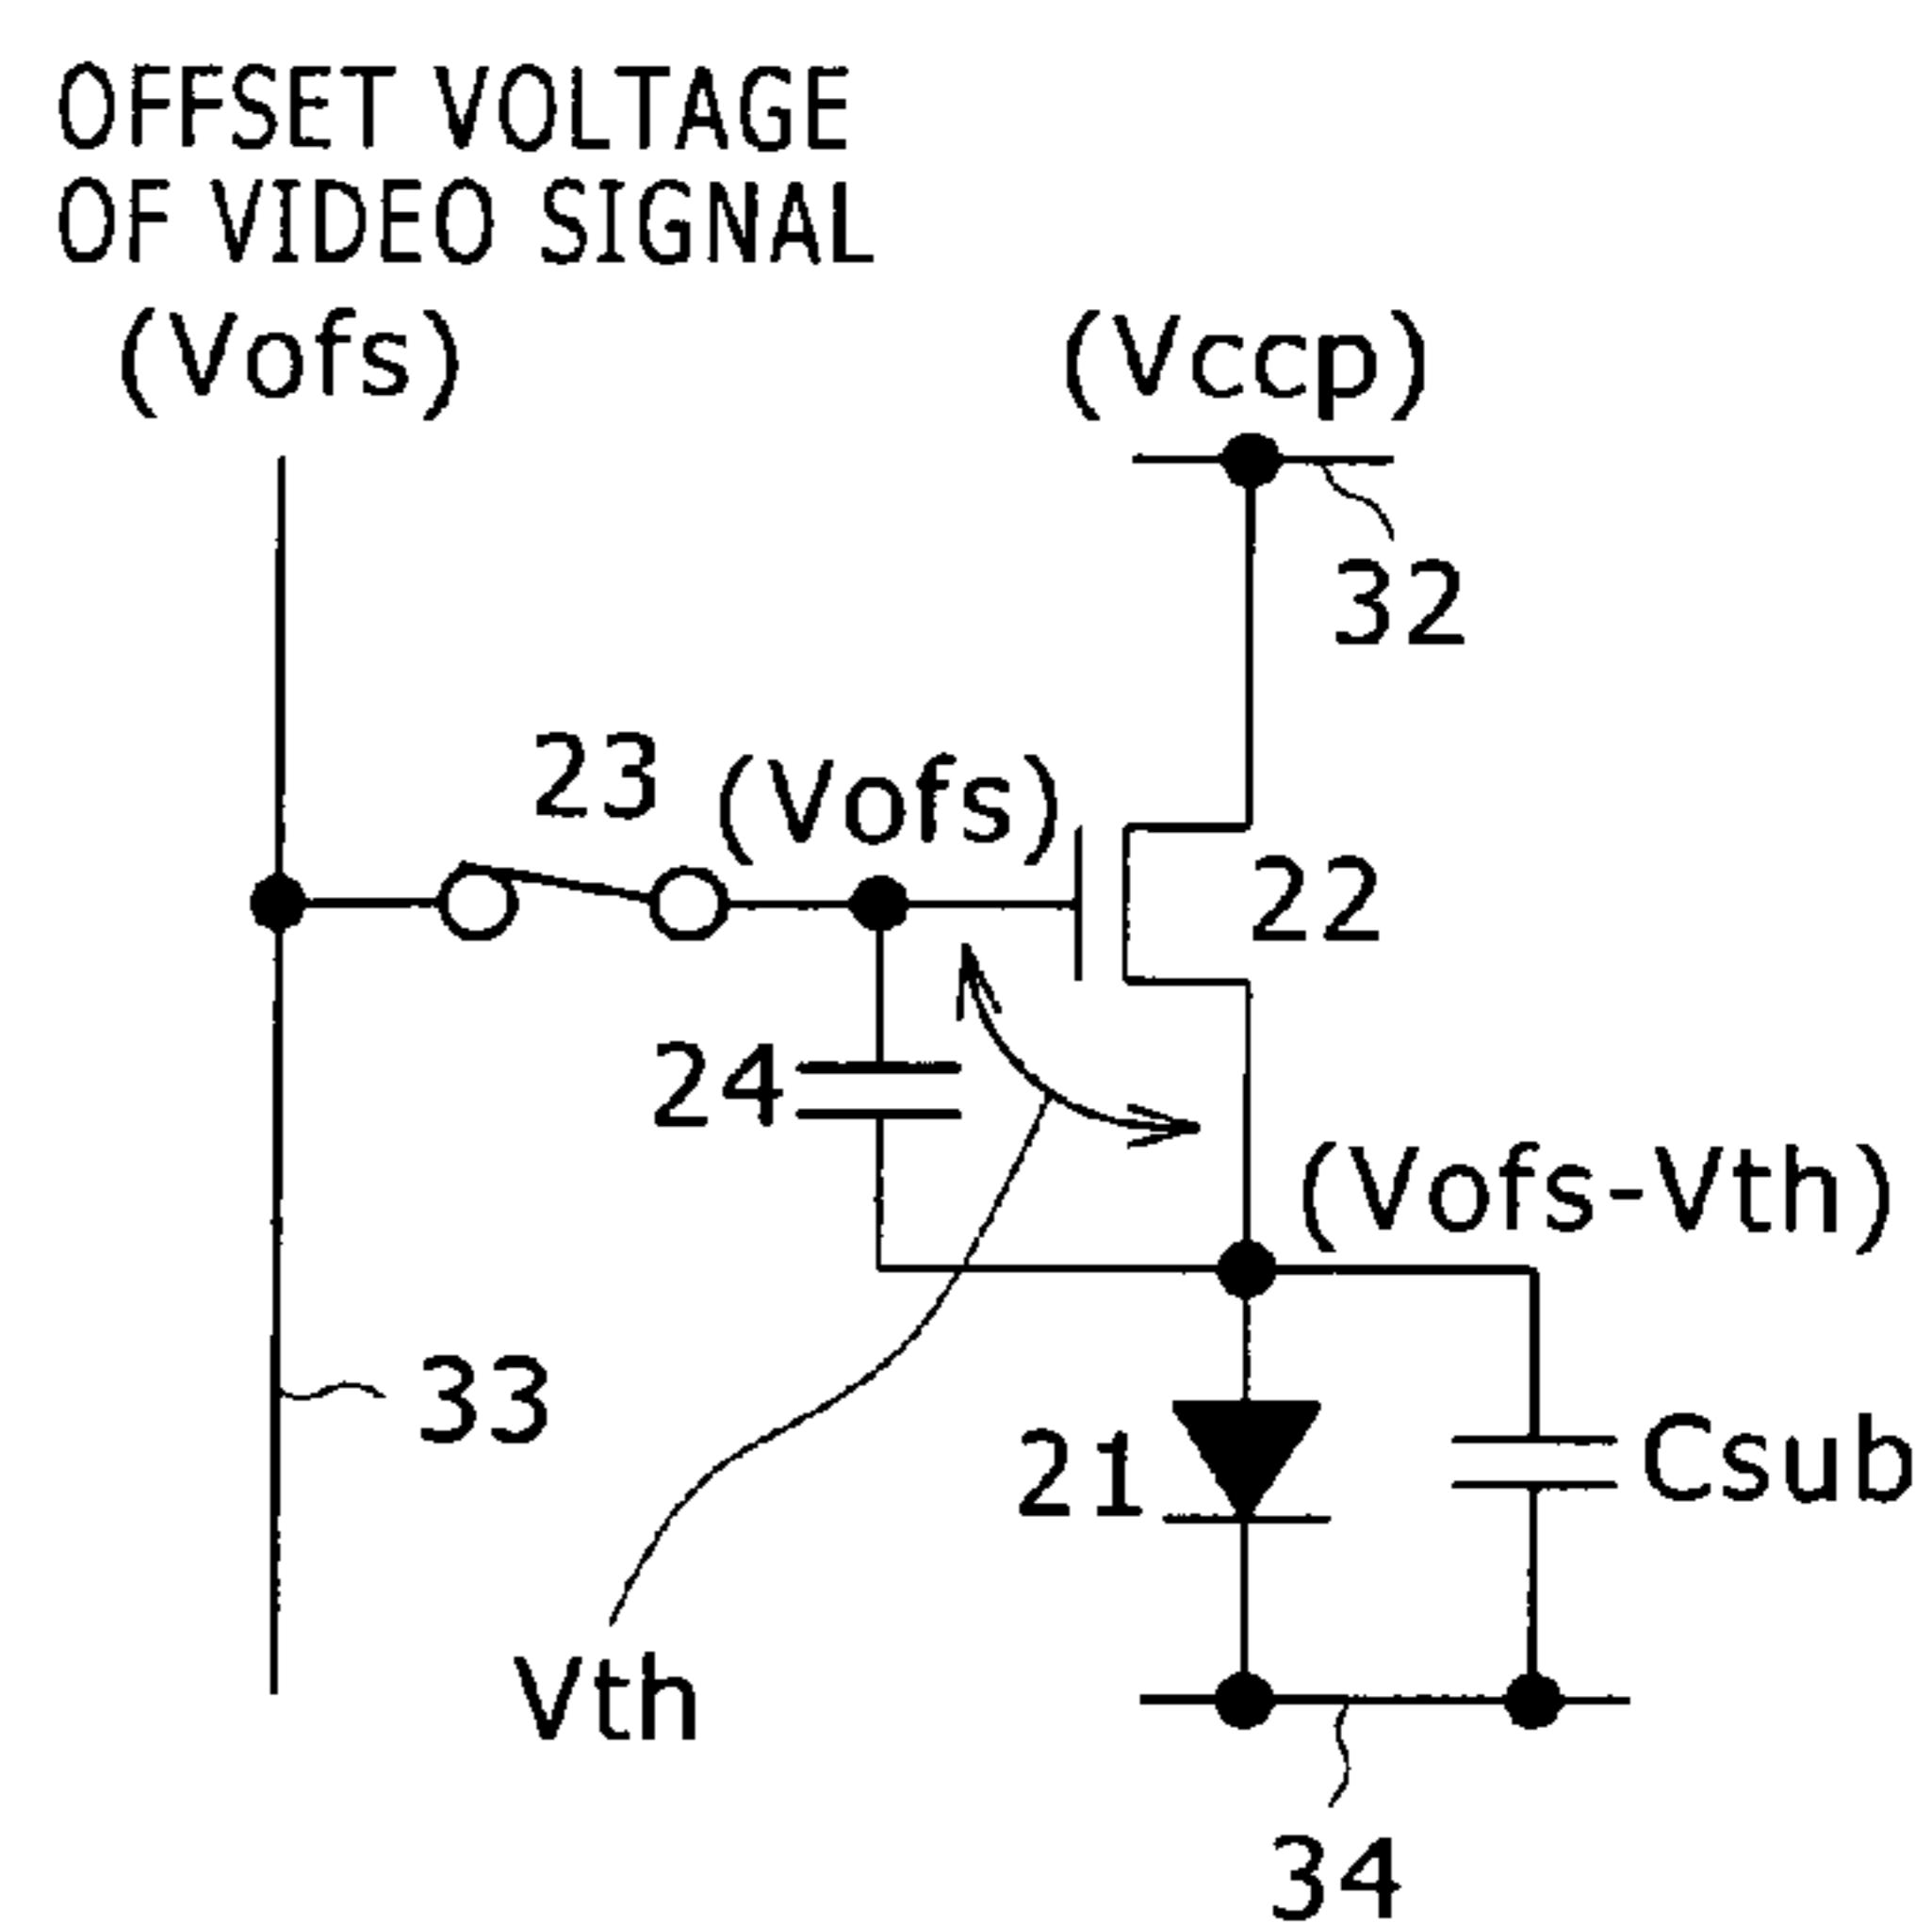 OFFSET VOLTAGE
OF VIDEO SIGNAL
(Vofs)
(Vccp)
32
23
(Vofs)
22
24
(Vofs-Vth)
33
21
Csub
Vth
34